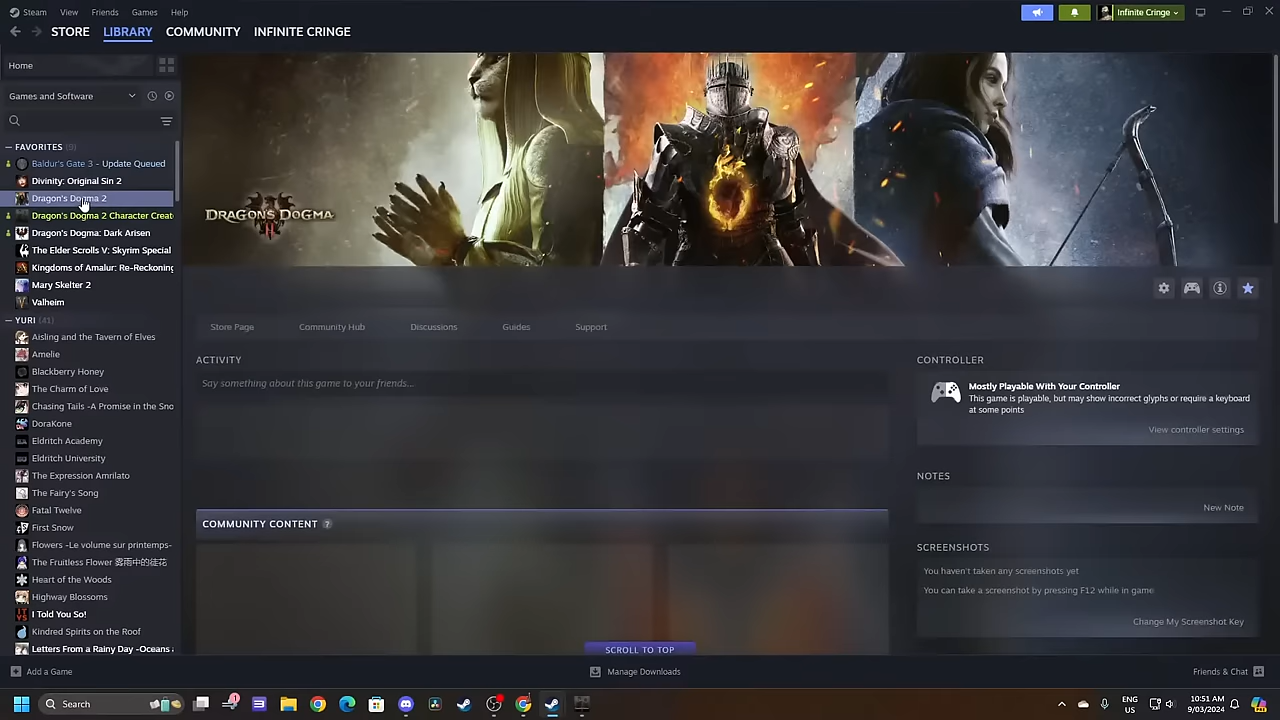 Steam View Friends Games Help
Infinite Cringe
STORE LIBRARY COMMUNITY INFINITE CRINGE
Home
Games and Software
FAVORITES (9)
Baldur's Gate 3 - Update Queued
Divinity: Original Sin 2
Dragon's Dogma 2
Dragon's Dogma 2 Character Creat
Dragon's Dogma: Dark Arisen
The Elder Scrolls V: Skyrim Special
Kingdoms of Amalur: Re-Reckoning
Mary Skelter 2
Valheim
YURI (41)
Aisling and the Tavern of Elves
Amelie
Blackberry Honey
The Charm of Love
Chasing Tails -A Promise in the Sno
DoraKone
Eldritch Academy
Eldritch University
The Expression Amrilato
The Fairy's Song
Fatal Twelve
First Snow
Flowers -Le volume sur printemps-
The Fruitless Flower 雾雨中的徒花
Heart of the Woods
Highway Blossoms
I Told You So!
Kindred Spirits on the Roof
Letters From a Rainy Day -Oceans a
DRAGON'S DOGMA
II
Store Page Community Hub Discussions Guides Support
ACTIVITY
Say something about this game to your friends...
COMMUNITY CONTENT ?
SCROLL TO TOP
CONTROLLER
Mostly Playable With Your Controller
This game is playable, but may show incorrect glyphs or require a keyboard
at some points
View controller settings
NOTES
New Note
SCREENSHOTS
You haven't taken any screenshots yet
You can take a screenshot by pressing F12 while in game
Change My Screenshot Key
Add a Game
Manage Downloads
Friends & Chat
Search
ENG
US
10:51 AM
9/03/2024